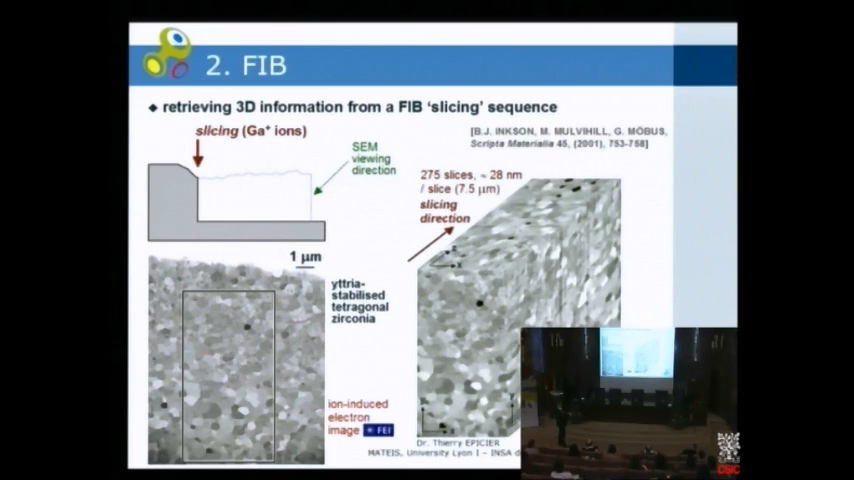 2. FIB
◆ retrieving 3D information from a FIB ‘slicing’ sequence
slicing (Ga+ ions)
[B.J. INKSON, M. MULVIHILL, G. MÖBUS,
Scripta Materialia 45, (2001), 753-758]
SEM
viewing
direction
275 slices, ≈ 28 nm
/ slice (7.5 μm)
slicing
direction
1 μm
yttria-
stabilised
tetragonal
zirconia
ion-induced
electron
image
FEI
Dr. Thierry EPICIER
MATEIS, University Lyon I – INSA d
CSIC